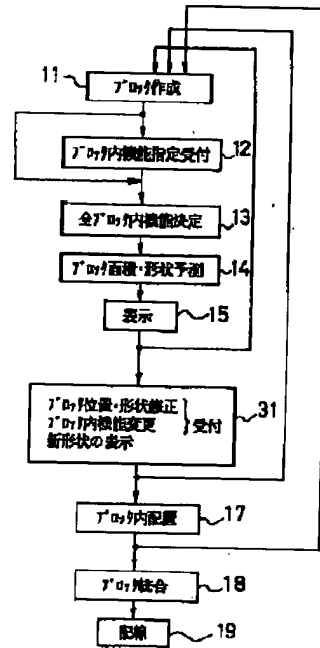 11
ブロック作成
ブロック内機能指定受付
12
全ブロック内機能決定
13
ブロック面積・形状予測
14
表示
15
ブロック位置・形状修正
ブロック内機能変更 受付
新形状の表示
31
ブロック内配置
17
ブロック統合
18
配線
19